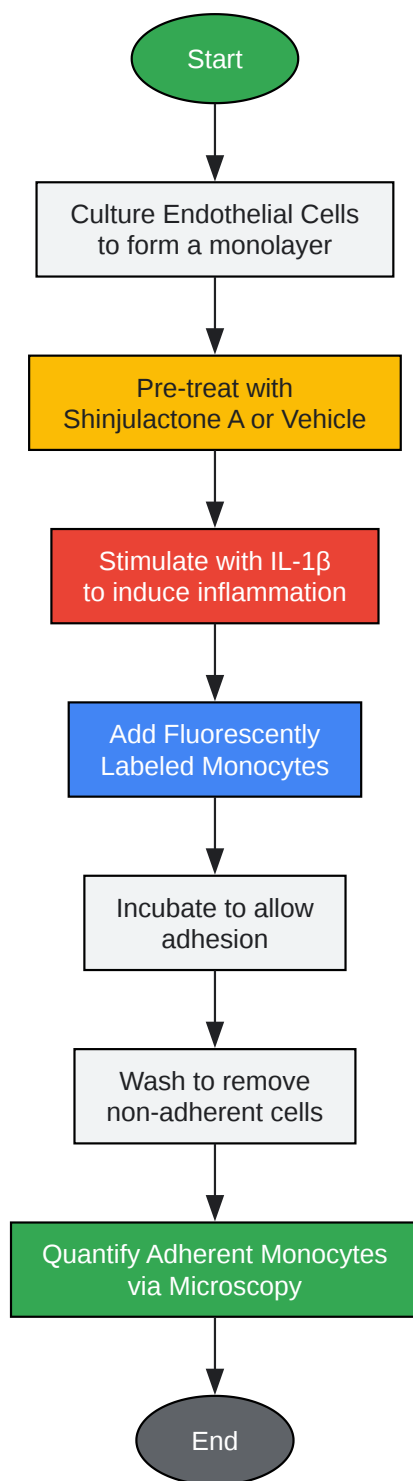 Start
Culture Endothelial Cells
to form a monolayer
Pre-treat with
Shinjulactone A or Vehicle
Stimulate with IL-1β
to induce inflammation
Add Fluorescently
Labeled Monocytes
Incubate to allow
adhesion
Wash to remove
non-adherent cells
Quantify Adherent Monocytes
via Microscopy
End